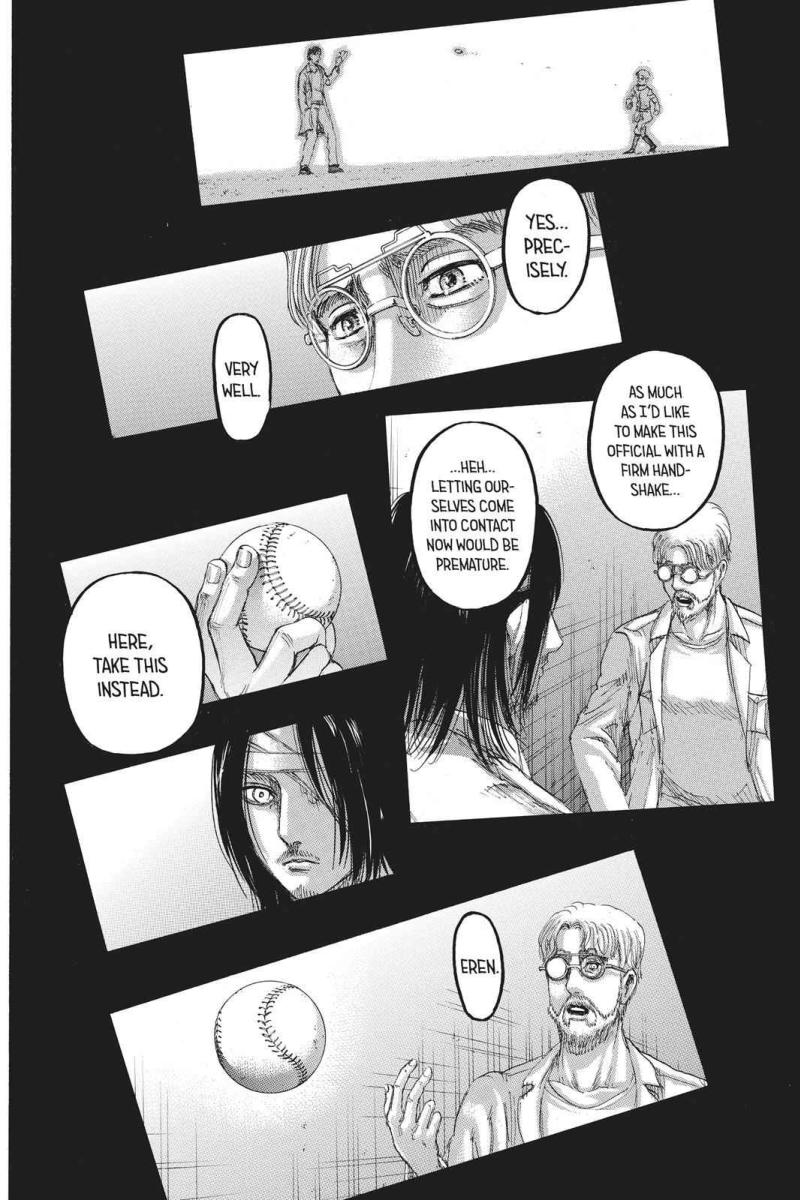 YES...
PREC-
ISELY.
VERY
WELL.
AS MUCH
AS I'D LIKE
TO MAKE THIS
OFFICIAL WITH A
FIRM HAND-
SHAKE...
...HEH...
LETTING OUR-
SELVES COME
INTO CONTACT
NOW WOULD BE
PREMATURE.
HERE,
TAKE THIS
INSTEAD.
EREN.